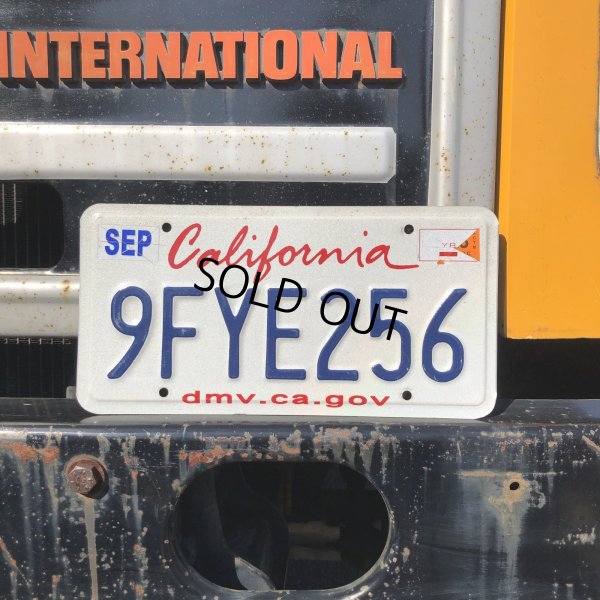 INTERNATIONAL
SEP California
SOLD OUT
9FYE256
dmv.ca.gov